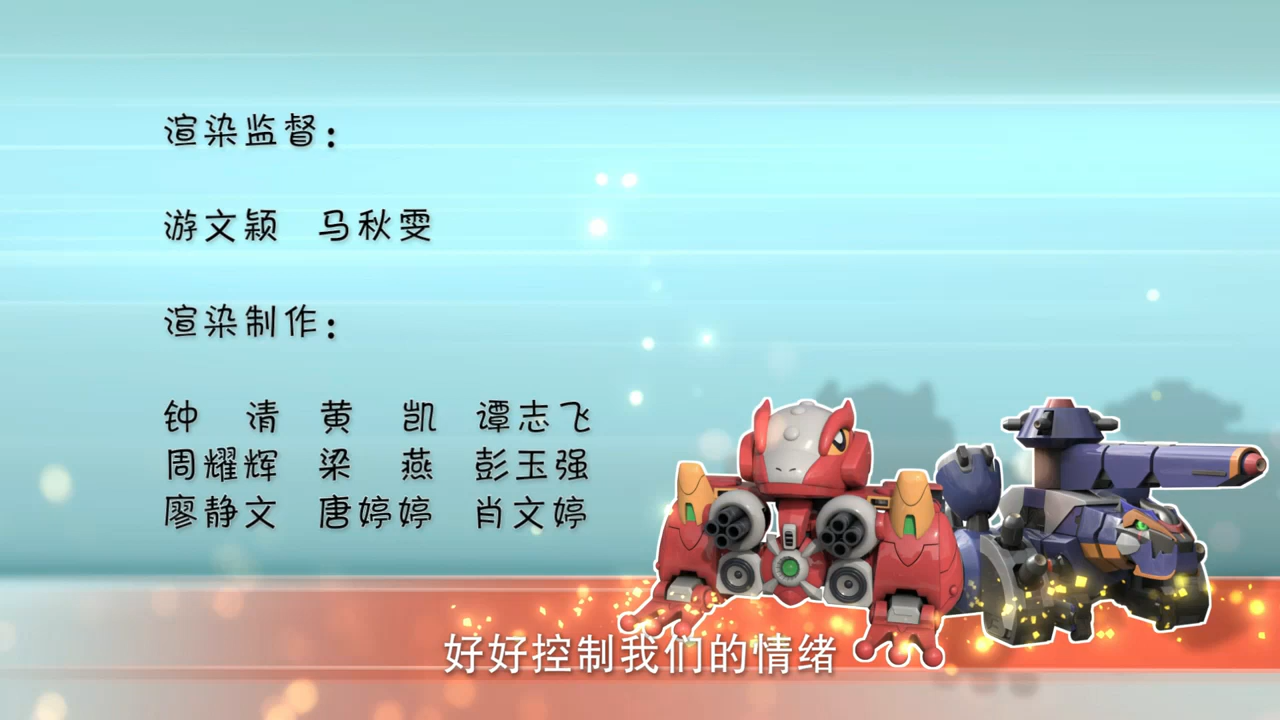 渲染监督：
游文颖 马秋雯
渲染制作：
钟 清 黄 凯 谭志飞
周耀辉 梁 燕 彭玉强
廖静文 唐婷婷 肖文婷
好好控制我们的情绪